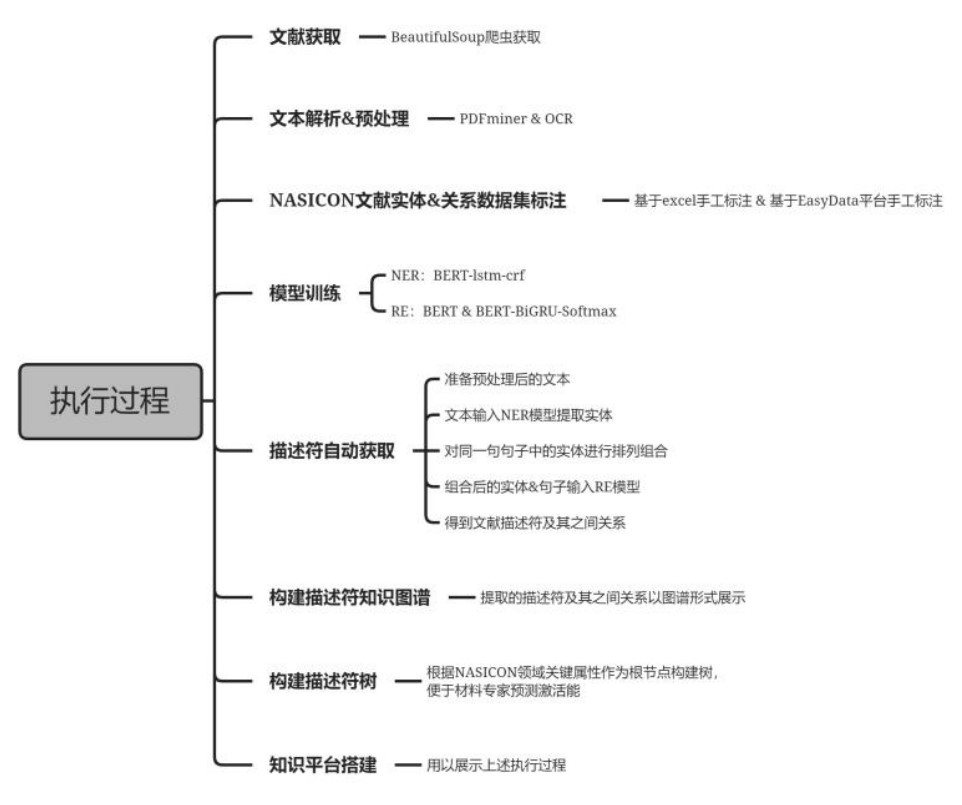 执行过程
文献获取
BeautifulSoup爬虫获取
文本解析&预处理
PDFminer & OCR
NASICON文献实体&关系数据集标注
基于excel手工标注 & 基于EasyData平台手工标注
模型训练
NER：BERT-lstm-crf
RE：BERT & BERT-BiGRU-Softmax
描述符自动获取
准备预处理后的文本
文本输入NER模型提取实体
对同一句句子中的实体进行排列组合
组合后的实体&句子输入RE模型
得到文献描述符及其之间关系
构建描述符知识图谱
提取的描述符及其之间关系以图谱形式展示
构建描述符树
根据NASICON领域关键属性作为根节点构建树，
便于材料专家预测激活能
知识平台搭建
用以展示上述执行过程